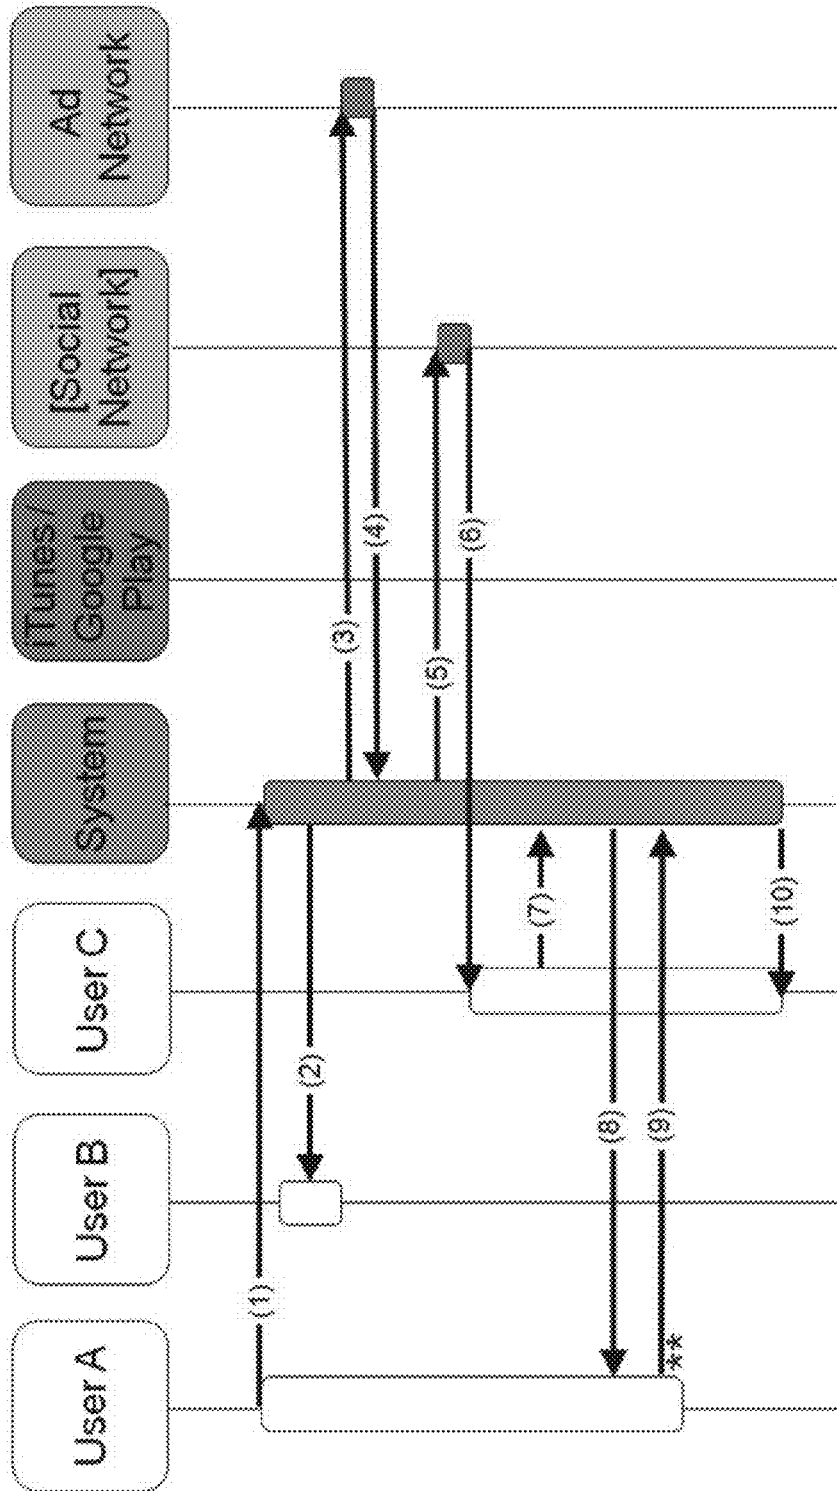 User A
User B
User C
System
iTunes /
Google
Play
[Social
Network]
Ad
Network
(1)
(2)
(3)
(4)
(5)
(6)
(7)
(8)
(9)
**
(10)